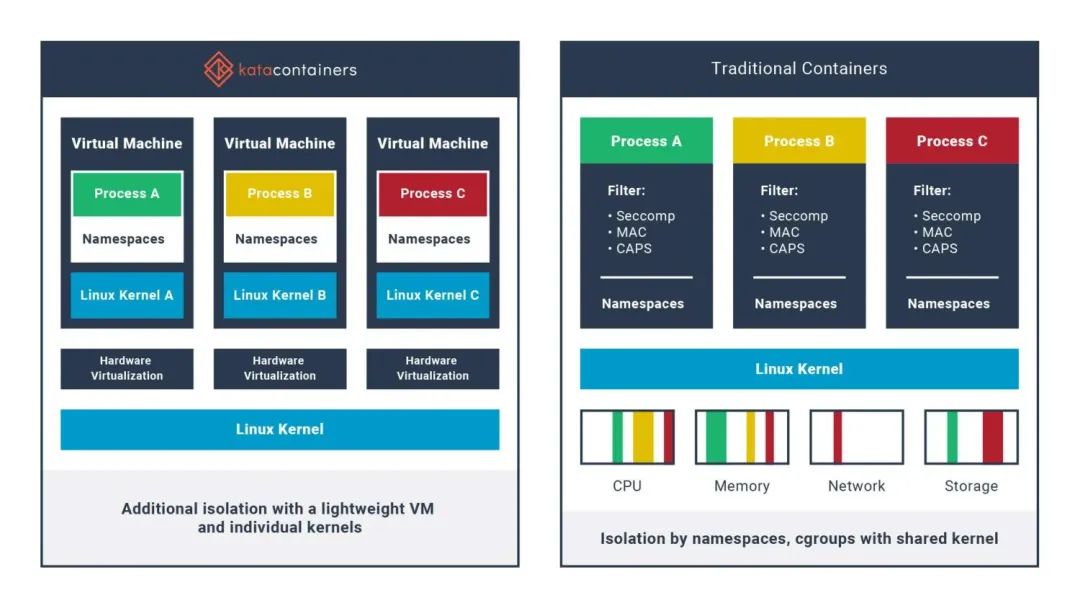 katacontainers
Virtual Machine
Process A
Namespaces
Linux Kernel A
Virtual Machine
Process B
Namespaces
Linux Kernel B
Virtual Machine
Process C
Namespaces
Linux Kernel C
Hardware
Virtualization
Hardware
Virtualization
Hardware
Virtualization
Linux Kernel
Additional isolation with a lightweight VM
and individual kernels
Traditional Containers
Process A
Filter:
• Seccomp
• MAC
• CAPS
Namespaces
Process B
Filter:
• Seccomp
• MAC
• CAPS
Namespaces
Process C
Filter:
• Seccomp
• MAC
• CAPS
Namespaces
Linux Kernel
CPU
Memory
Network
Storage
Isolation by namespaces, cgroups with shared kernel